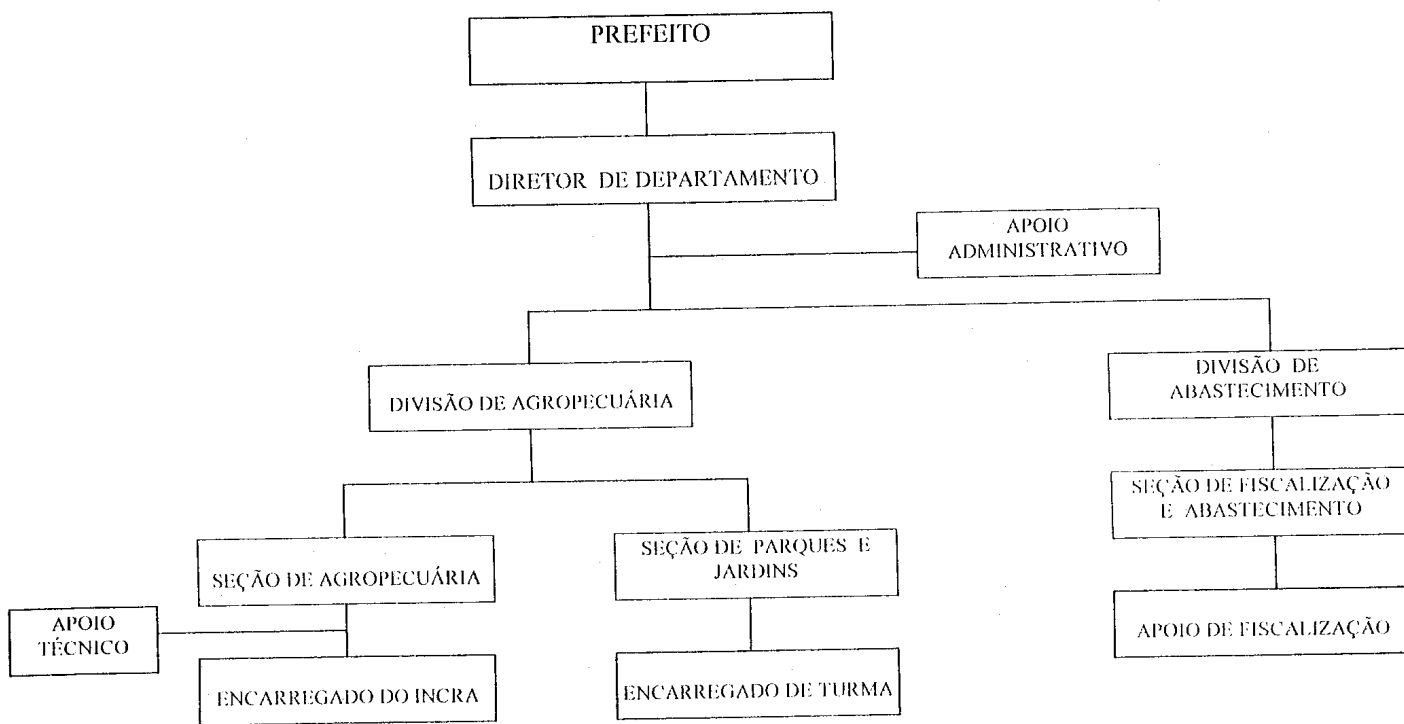 PREFEITO
DIRETOR DE DEPARTAMENTO
APOIO
ADMINISTRATIVO
DIVISÃO DE AGROPECUÁRIA
DIVISÃO DE
ABASTECIMENTO
SEÇÃO DE AGROPECUÁRIA
SEÇÃO DE PARQUES E
JARDINS
SEÇÃO DE FISCALIZAÇÃO
E ABASTECIMENTO
APOIO
TÉCNICO
ENCARREGADO DO INCRA
ENCARREGADO DE TURMA
APOIO DE FISCALIZAÇÃO